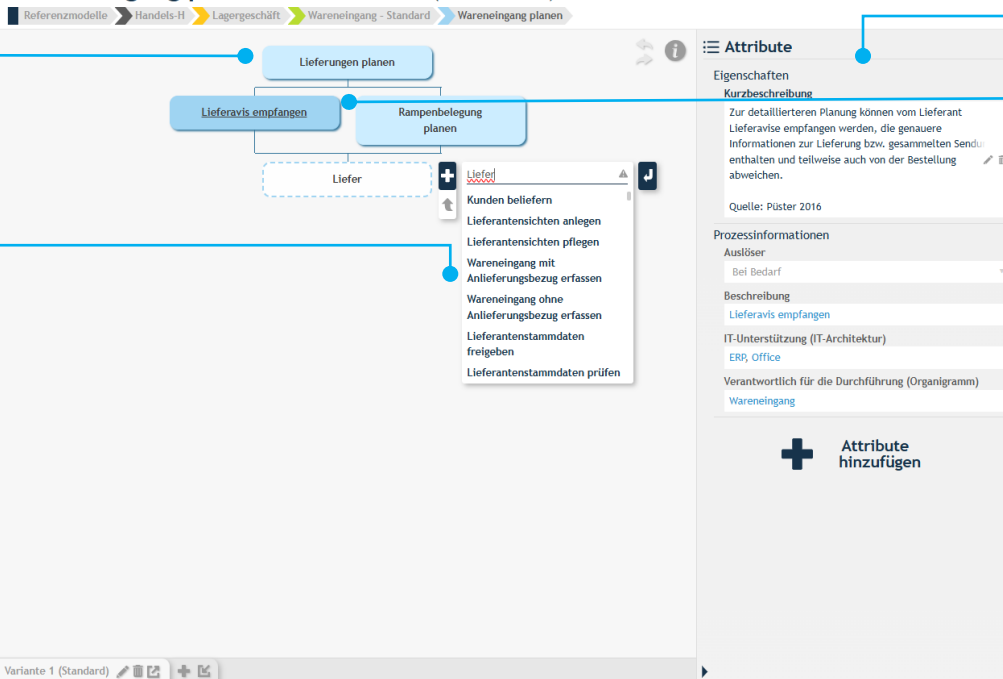 Referenzmodelle Handels-H Lagergeschäft Wareneingang - Standard Wareneingang planen
Lieferungen planen
Lieferavis empfangen
Rampenbelegung
planen
Liefer
Liefer
Kunden beliefern
Lieferantensichten anlegen
Lieferantensichten pflegen
Wareneingang mit
Anlieferungsbezug erfassen
Wareneingang ohne
Anlieferungsbezug erfassen
Lieferantenstammdaten
freigeben
Lieferantenstammdaten prüfen
Attribute
Eigenschaften
Kurzbeschreibung
Zur detaillierteren Planung können vom Lieferant
Lieferavise empfangen werden, die genauere
Informationen zur Lieferung bzw. gesammelten Sendu
enthalten und teilweise auch von der Bestellung
abweichen.
Quelle: Püster 2016
Prozessinformationen
Auslöser
Bei Bedarf
Beschreibung
Lieferavis empfangen
IT-Unterstützung (IT-Architektur)
ERP, Office
Verantwortlich für die Durchführung (Organigramm)
Wareneingang
Attribute
hinzufügen
Variante 1 (Standard)